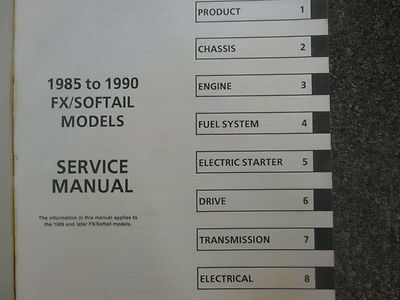 1985 to 1990
FX/SOFTAIL
MODELS
SERVICE
MANUAL
The information in this manual applies to
the 1985 and later FX/Softail models.
PRODUCT 1
CHASSIS 2
ENGINE 3
FUEL SYSTEM 4
ELECTRIC STARTER 5
DRIVE 6
TRANSMISSION 7
ELECTRICAL 8